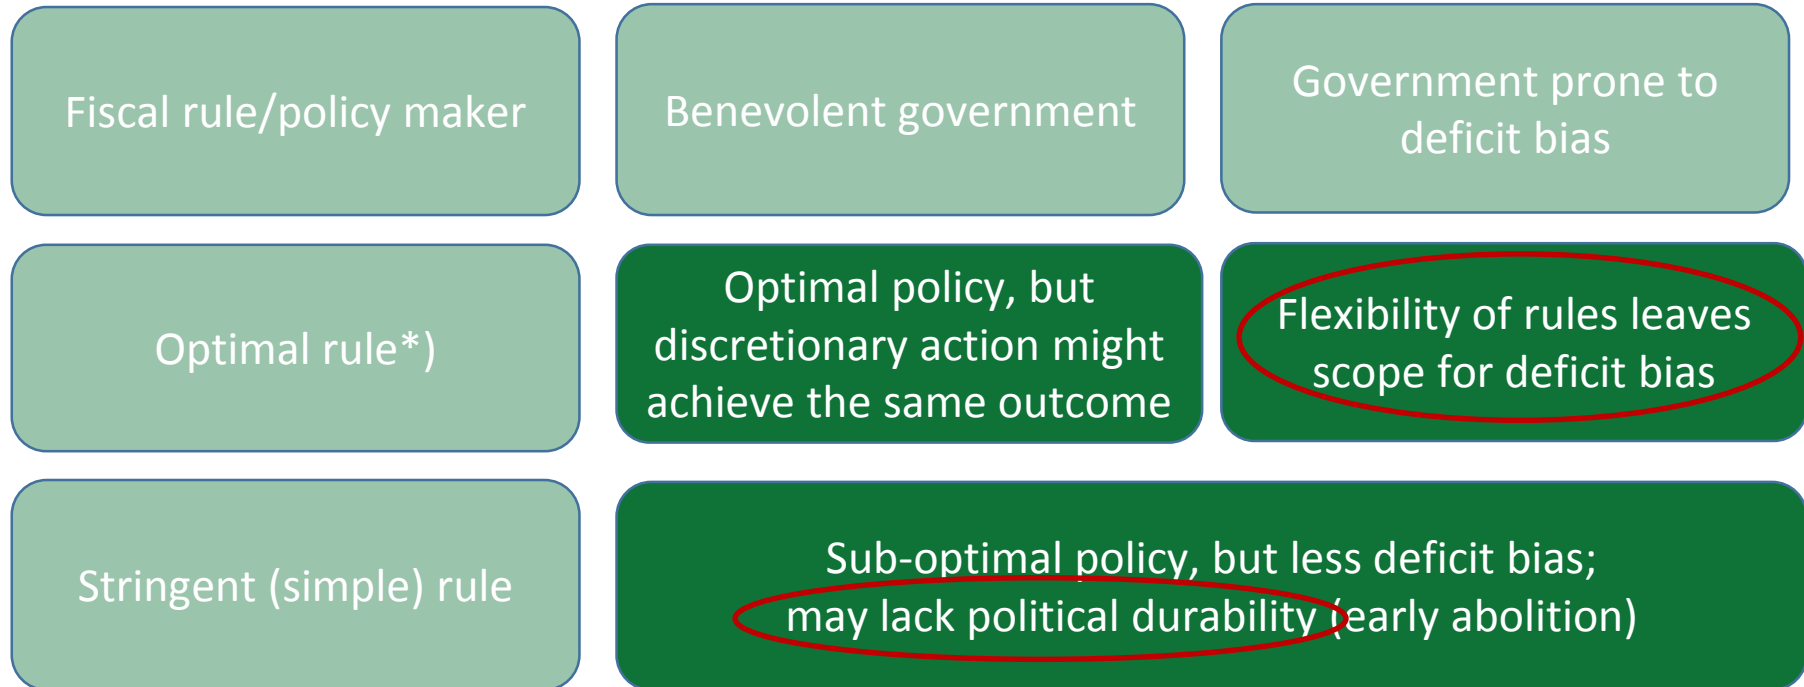 Fiscal rule/policy maker
Benevolent government
Government prone to
deficit bias
Optimal rule*)
Optimal policy, but
discretionary action might
achieve the same outcome
Flexibility of rules leaves
scope for deficit bias
Stringent (simple) rule
Sub-optimal policy, but less deficit bias;
may lack political durability (early abolition)